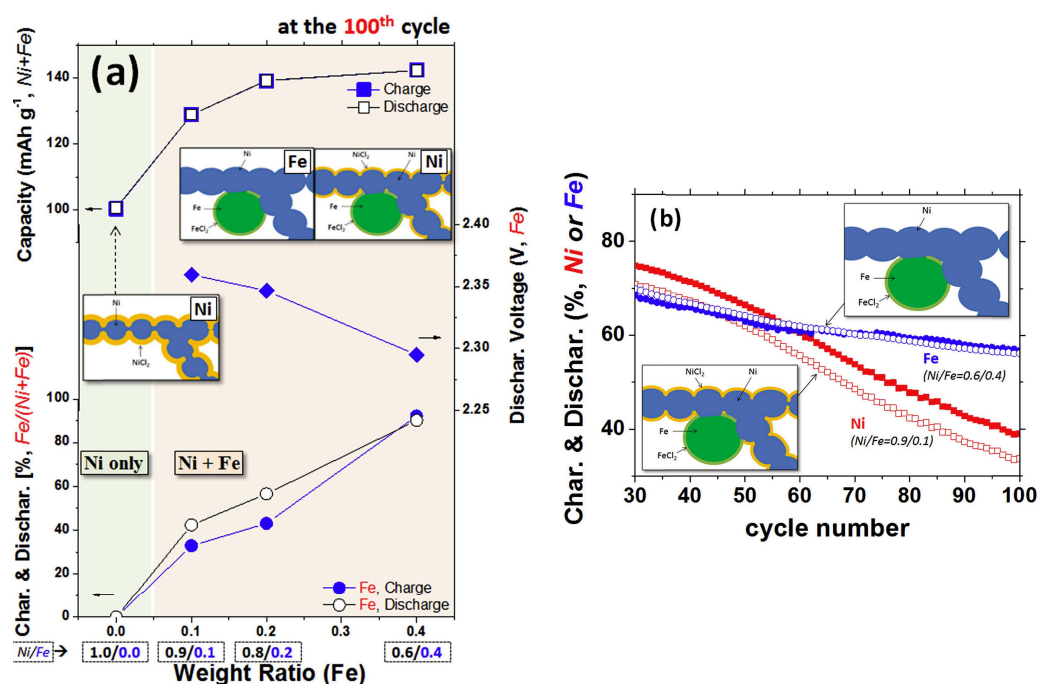 at the 100th cycle
(a)
Capacity (mAh g-1, Ni+Fe)
140
120
100
Charge
Discharge
Fe
Ni
Fe
FeCl2
Ni
NiCl2
Ni
Fe
FeCl2
Ni
Ni
NiCl2
Dischar. Voltage (V, Fe)
2.40
2.35
2.30
2.25
Char. & Dischar. [%, Fe/(Ni+Fe)]
100
80
60
40
20
0
Ni only
Ni + Fe
Fe, Charge
Fe, Discharge
0.0 0.1 0.2 0.3 0.4
Ni/Fe→ 1.0/0.0 0.9/0.1 0.8/0.2 0.6/0.4
Weight Ratio (Fe)
(b)
Char. & Dischar. (%, Ni or Fe)
80
60
40
Ni
Fe
FeCl2
Fe
(Ni/Fe=0.6/0.4)
NiCl2
Ni
Fe
FeCl2
Ni
(Ni/Fe=0.9/0.1)
30 40 50 60 70 80 90 100
cycle number